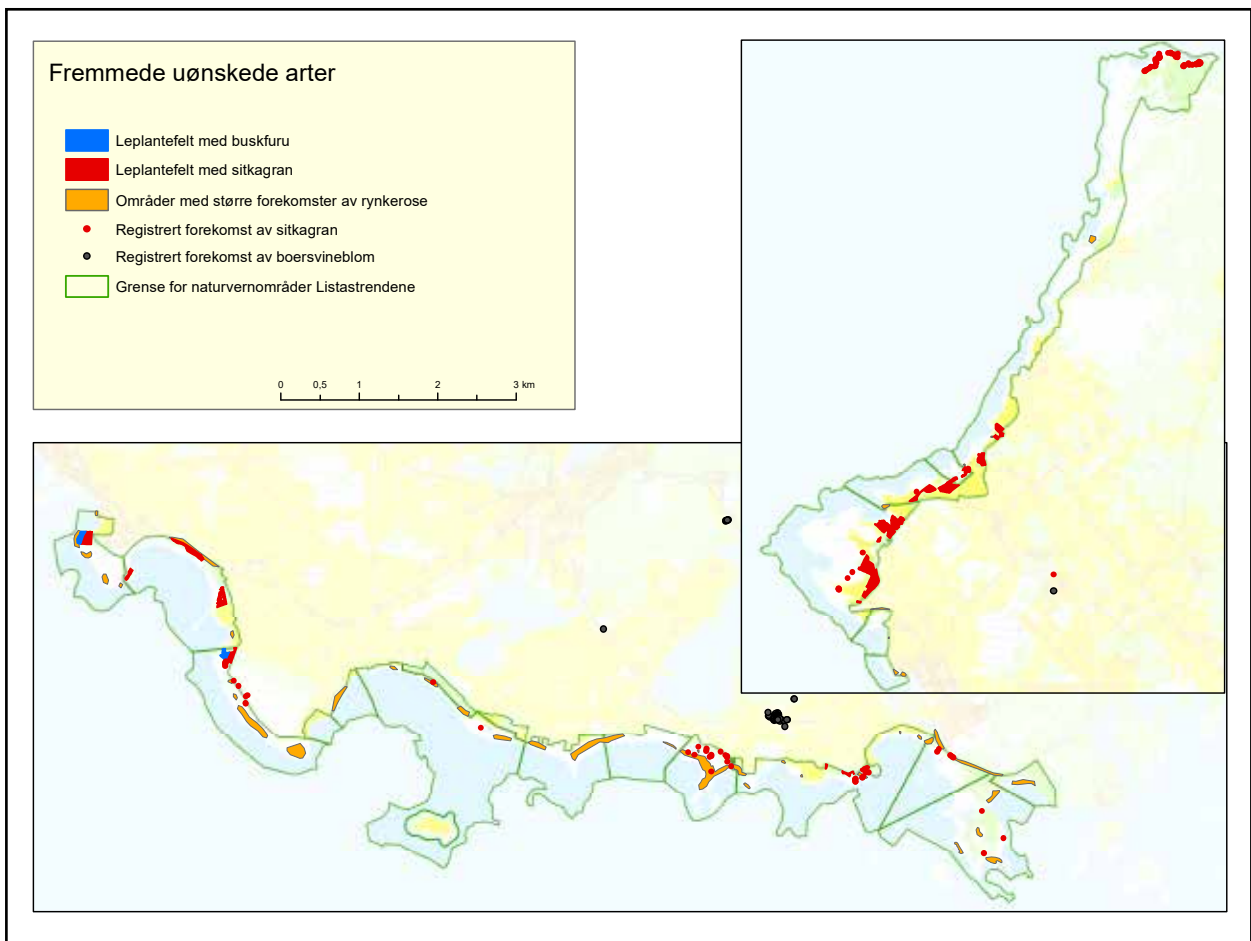 Fremmede uønskede arter
Leplantefelt med buskfuru
Leplantefelt med sitkagran
Områder med større forekomster av rynkerose
Registrert forekomst av sitkagran
Registrert forekomst av boersvineblom
Grense for naturvernområder Listastrendene
0 0,5 1 2 3 km